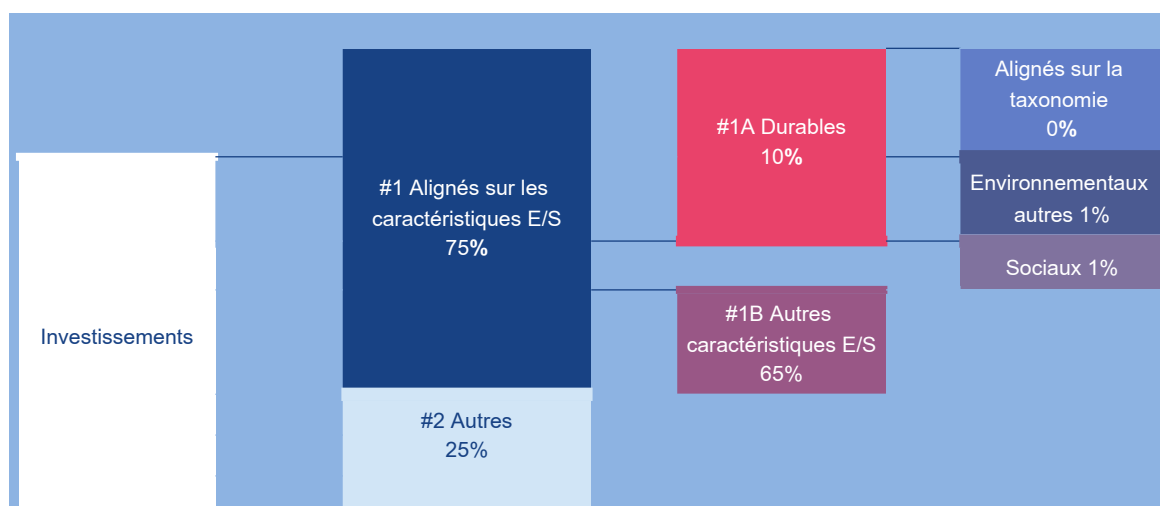 Investissements
#1 Alignés sur les
caractéristiques E/S
75%
#2 Autres
25%
#1A Durables
10%
#1B Autres
caractéristiques E/S
65%
Alignés sur la
taxonomie
0%
Environnementaux
autres 1%
Sociaux 1%